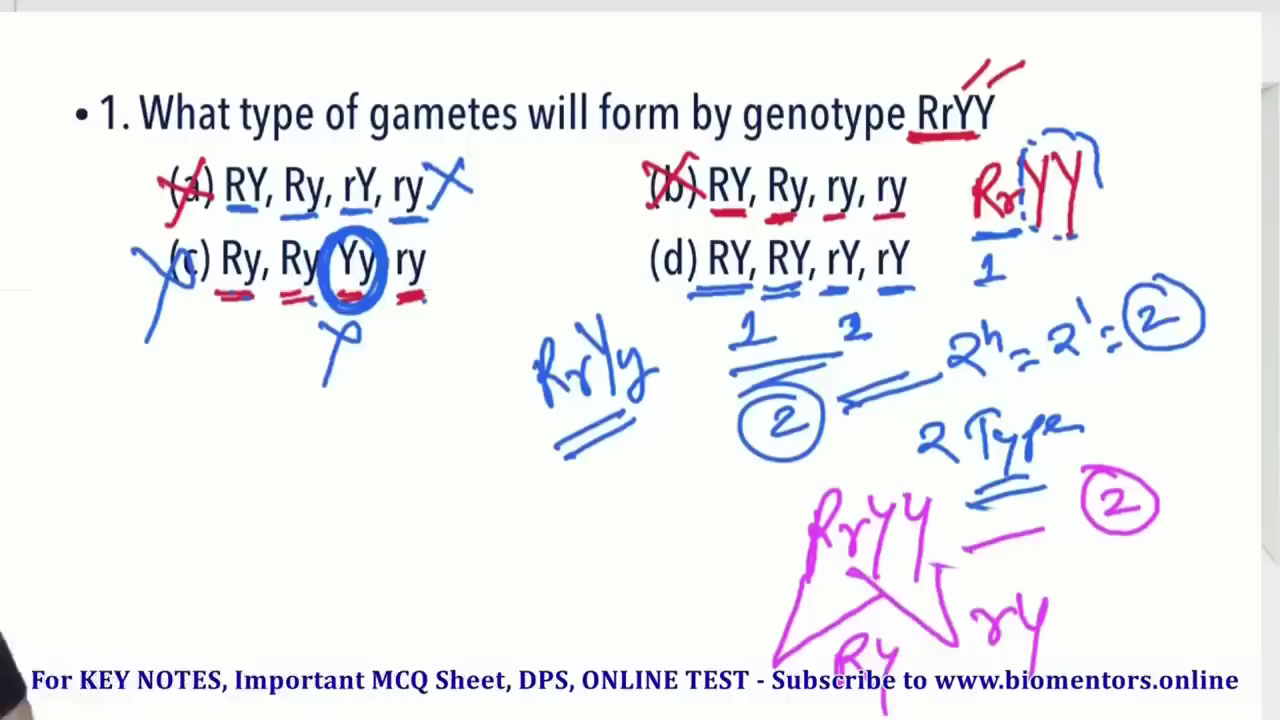 • 1. What type of gametes will form by genotype RrYY
(a) RY, Ry, rY, ry
(b) RY, Ry, ry, ry
RrYY
(c) Ry, Ry Yy, ry
(d) RY, RY, rY, rY
1
1 2
2ⁿ = 2¹ = 2
RrYy
2
2 Type
RrYY
2
RY
rY
For KEY NOTES, Important MCQ Sheet, DPS, ONLINE TEST - Subscribe to www.biomentors.online